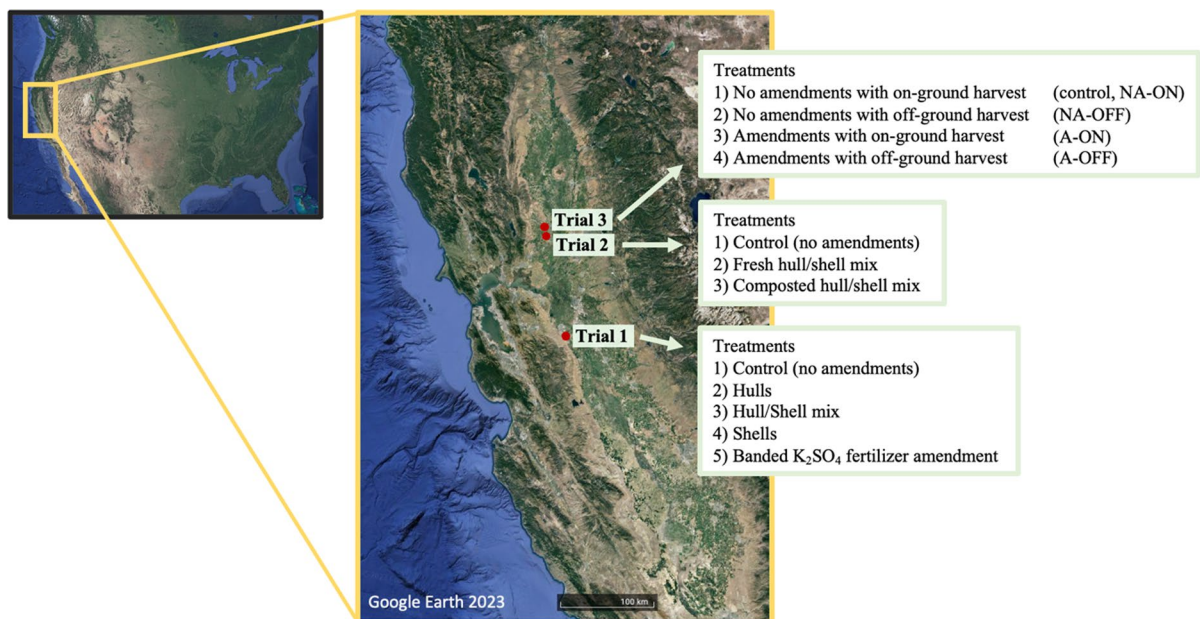 Treatments
1) No amendments with on-ground harvest (control, NA-ON)
2) No amendments with off-ground harvest (NA-OFF)
3) Amendments with on-ground harvest (A-ON)
4) Amendments with off-ground harvest (A-OFF)
Trial 3
Trial 2
Treatments
1) Control (no amendments)
2) Fresh hull/shell mix
3) Composted hull/shell mix
Trial 1
Treatments
1) Control (no amendments)
2) Hulls
3) Hull/Shell mix
4) Shells
5) Banded K₂SO₄ fertilizer amendment
Google Earth 2023
100 km